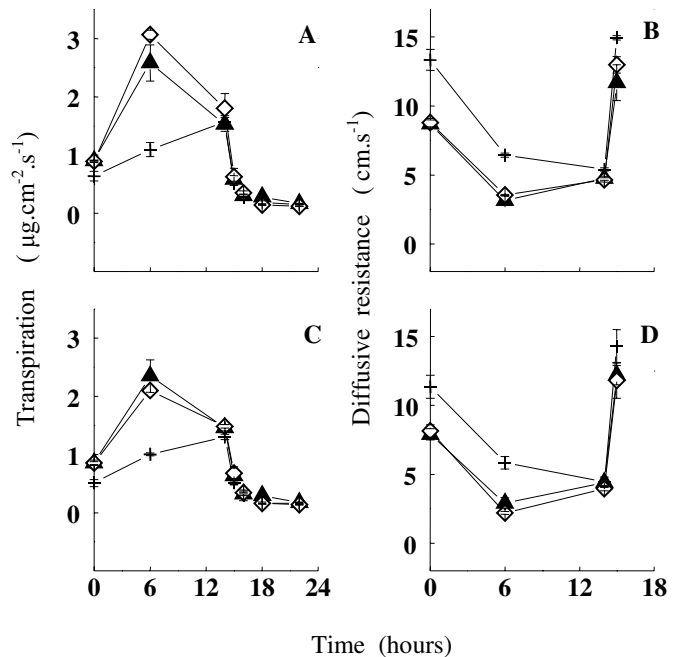 A
3
2
1
0
B
15
10
5
0
C
3
2
1
0
0 6 12 18 24
D
15
10
5
0
0 6 12 18
Transpiration ( µg.cm-2.s-1)
Diffusive resistance ( cm.s-1)
Time (hours)